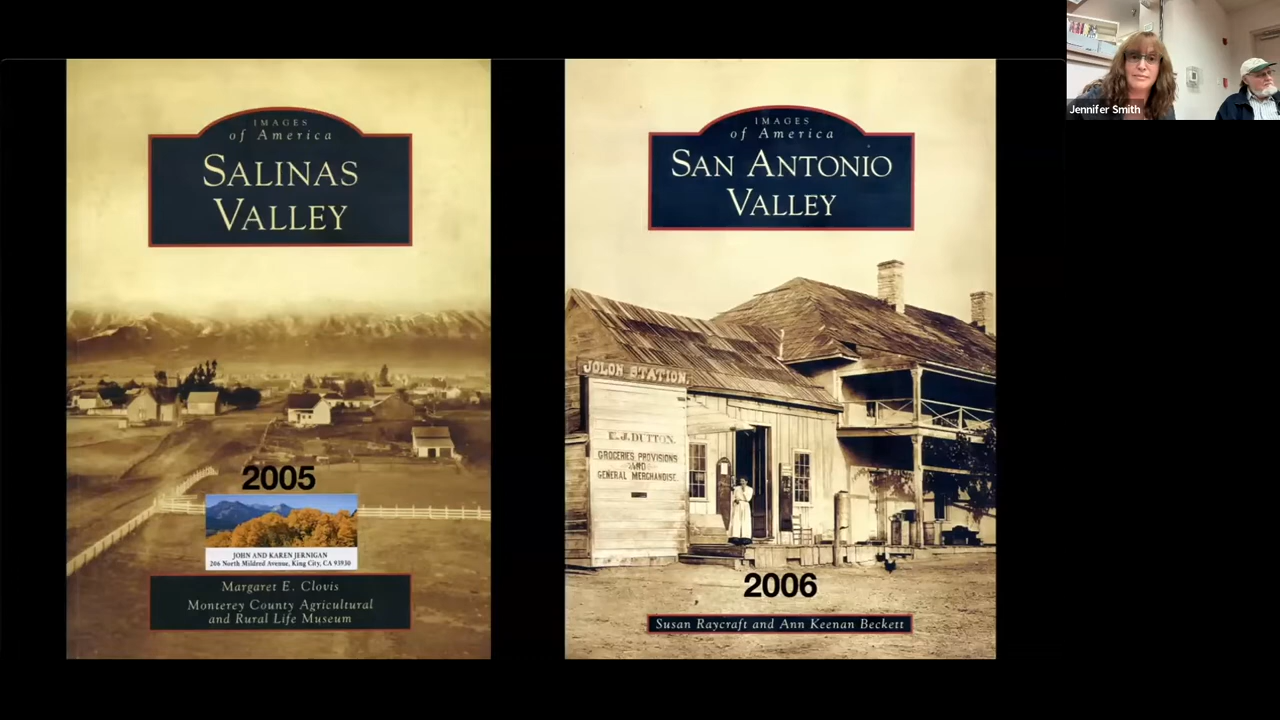 IMAGES
of America
SALINAS
VALLEY
2005
JOHN AND KAREN JERNIGAN
206 North Mildred Avenue, King City, CA 93930
Margaret E. Clovis
Monterey County Agricultural
and Rural Life Museum
IMAGES
of America
SAN ANTONIO
VALLEY
JOLON STATION.
E. J. DUTTON.
GROCERIES PROVISIONS
AND
GENERAL MERCHANDISE.
2006
Susan Raycraft and Ann Keenan Beckett
Jennifer Smith